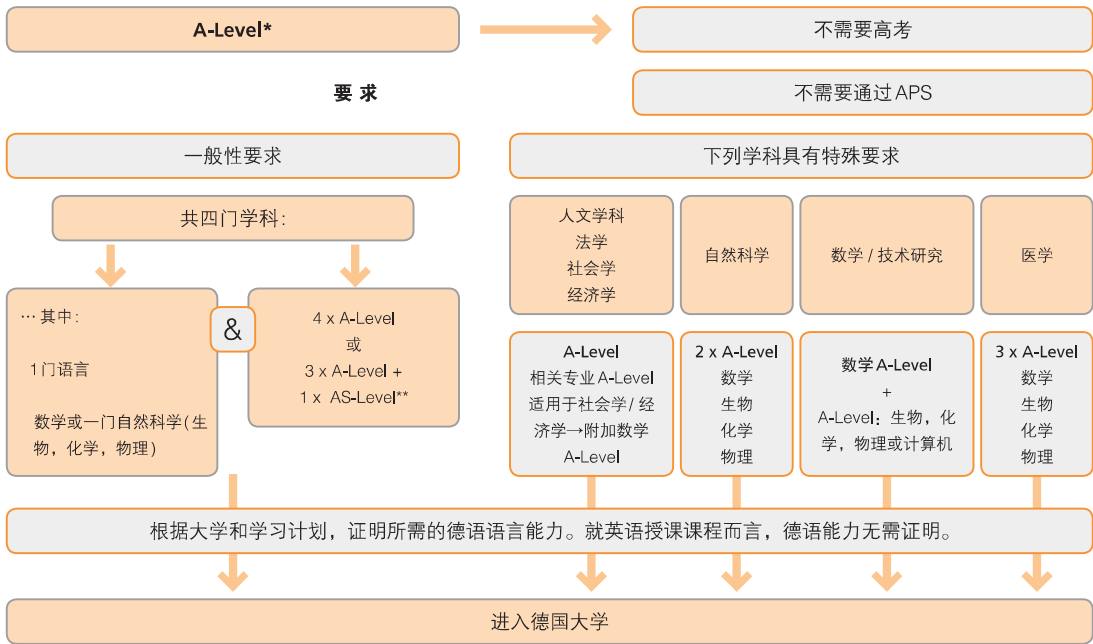 A-Level*
不需要高考
不需要通过APS
要 求
一般性要求
共四门学科：
… 其中：
1门语言
数学或一门自然科学（生
物，化学，物理）
&
4 x A-Level
或
3 x A-Level +
1 x AS-Level**
下列学科具有特殊要求
人文学科
法学
社会学
经济学
自然科学
数学 / 技术研究
医学
A-Level
相关专业A-Level
适用于社会学/ 经
济学→附加数学
A-Level
2 x A-Level
数学
生物
化学
物理
数学A-Level
+
A-Level：生物，化
学，物理或计算机
3 x A-Level
数学
生物
化学
物理
根据大学和学习计划，证明所需的德语语言能力。就英语授课课程而言，德语能力无需证明。
进入德国大学